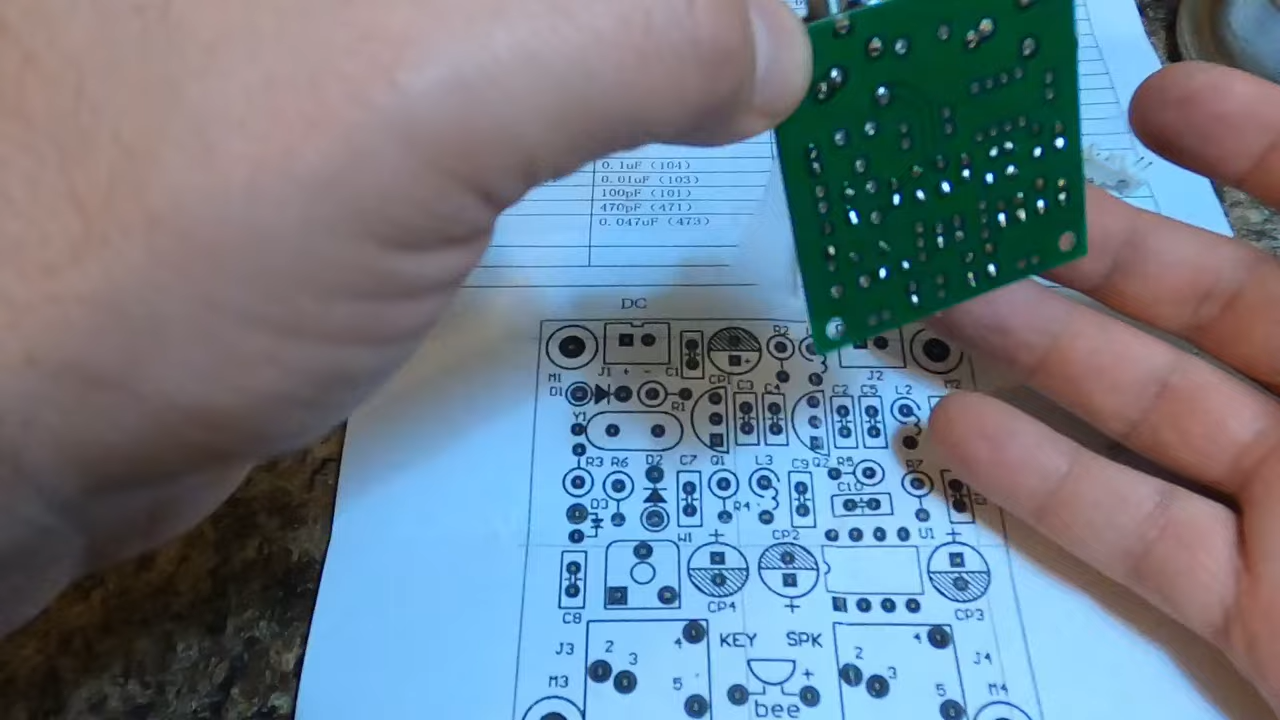 0.1uF (104)
0.01uF (103)
100pF (101)
470pF (471)
0.047uF (473)
DC
R2
M1 J1 + - C1 CP1 + J2 M2
D1 R1 C3 C4 C2 C5 L2
Y1
R3 R6 D2 C7 Q1 L3 C9 Q2 R5 R7
C10
D3 R4
W1 + CP2 U1 +
C8 CP4 + CP3
J3 2 3 4 KEY SPK 2 3 4 J4
M3 5 + 5 M4
bee